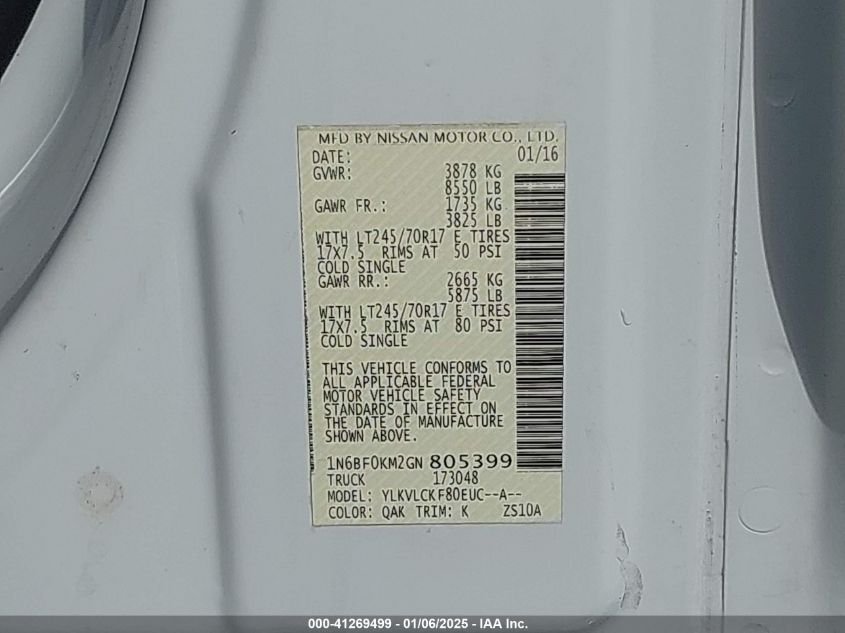 MFD BY NISSAN MOTOR CO., LTD.
DATE: 01/16
GVWR: 3878 KG
8550 LB
GAWR FR.: 1735 KG
3825 LB
WITH LT245/70R17 E TIRES
17X7.5 RIMS AT 50 PSI
COLD SINGLE
GAWR RR.: 2665 KG
5875 LB
WITH LT245/70R17 E TIRES
17X7.5 RIMS AT 80 PSI
COLD SINGLE
THIS VEHICLE CONFORMS TO
ALL APPLICABLE FEDERAL
MOTOR VEHICLE SAFETY
STANDARDS IN EFFECT ON
THE DATE OF MANUFACTURE
SHOWN ABOVE.
1N6BF0KM2GN 805399
TRUCK 173048
MODEL: YLKVLCKF80EUC--A--
COLOR: QAK TRIM: K ZS10A
000-41269499 - 01/06/2025 - IAA Inc.